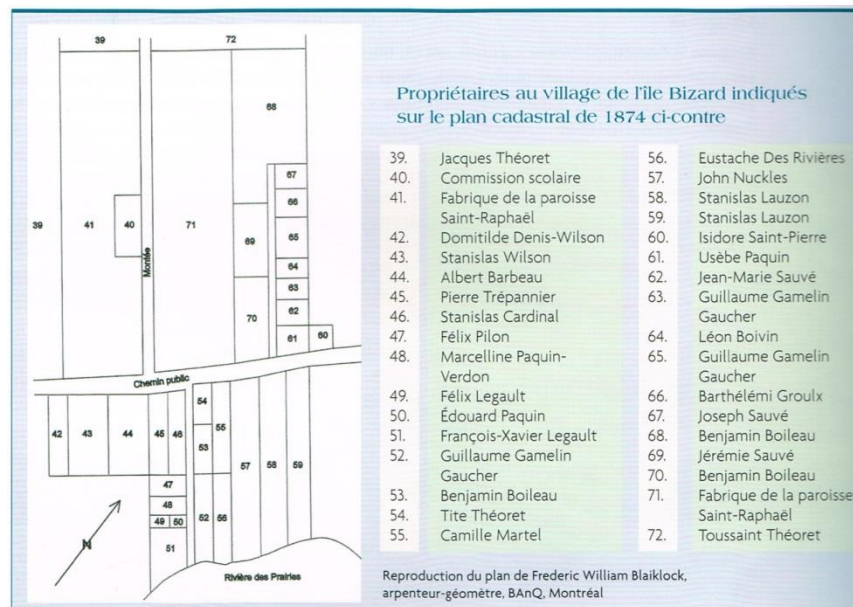 Propriétaires au village de l'île Bizard indiqués
sur le plan cadastral de 1874 ci-contre
39. Jacques Théoret
40. Commission scolaire
41. Fabrique de la paroisse
Saint-Raphaël
42. Domitilde Denis-Wilson
43. Stanislas Wilson
44. Albert Barbeau
45. Pierre Trépannier
46. Stanislas Cardinal
47. Félix Pilon
48. Marcelline Paquin-
Verdon
49. Félix Legault
50. Édouard Paquin
51. François-Xavier Legault
52. Guillaume Gamelin
Gaucher
53. Benjamin Boileau
54. Tite Théoret
55. Camille Martel
56. Eustache Des Rivières
57. John Nuckles
58. Stanislas Lauzon
59. Stanislas Lauzon
60. Isidore Saint-Pierre
61. Usèbe Paquin
62. Jean-Marie Sauvé
63. Guillaume Gamelin
Gaucher
64. Léon Boivin
65. Guillaume Gamelin
Gaucher
66. Barthélémi Groulx
67. Joseph Sauvé
68. Benjamin Boileau
69. Jérémie Sauvé
70. Benjamin Boileau
71. Fabrique de la paroisse
Saint-Raphaël
72. Toussaint Théoret
Reproduction du plan de Frederic William Blaiklock,
arpenteur-géomètre, BAnQ, Montréal
39 72
68
67
66
39 41 40 71 69 65
64
63
62
70
61 60
Montée
Chemin public
54
42 43 44 45 46 53 55 57 58 59
47
48
49 50 52 56
51
N
Rivière des Prairies